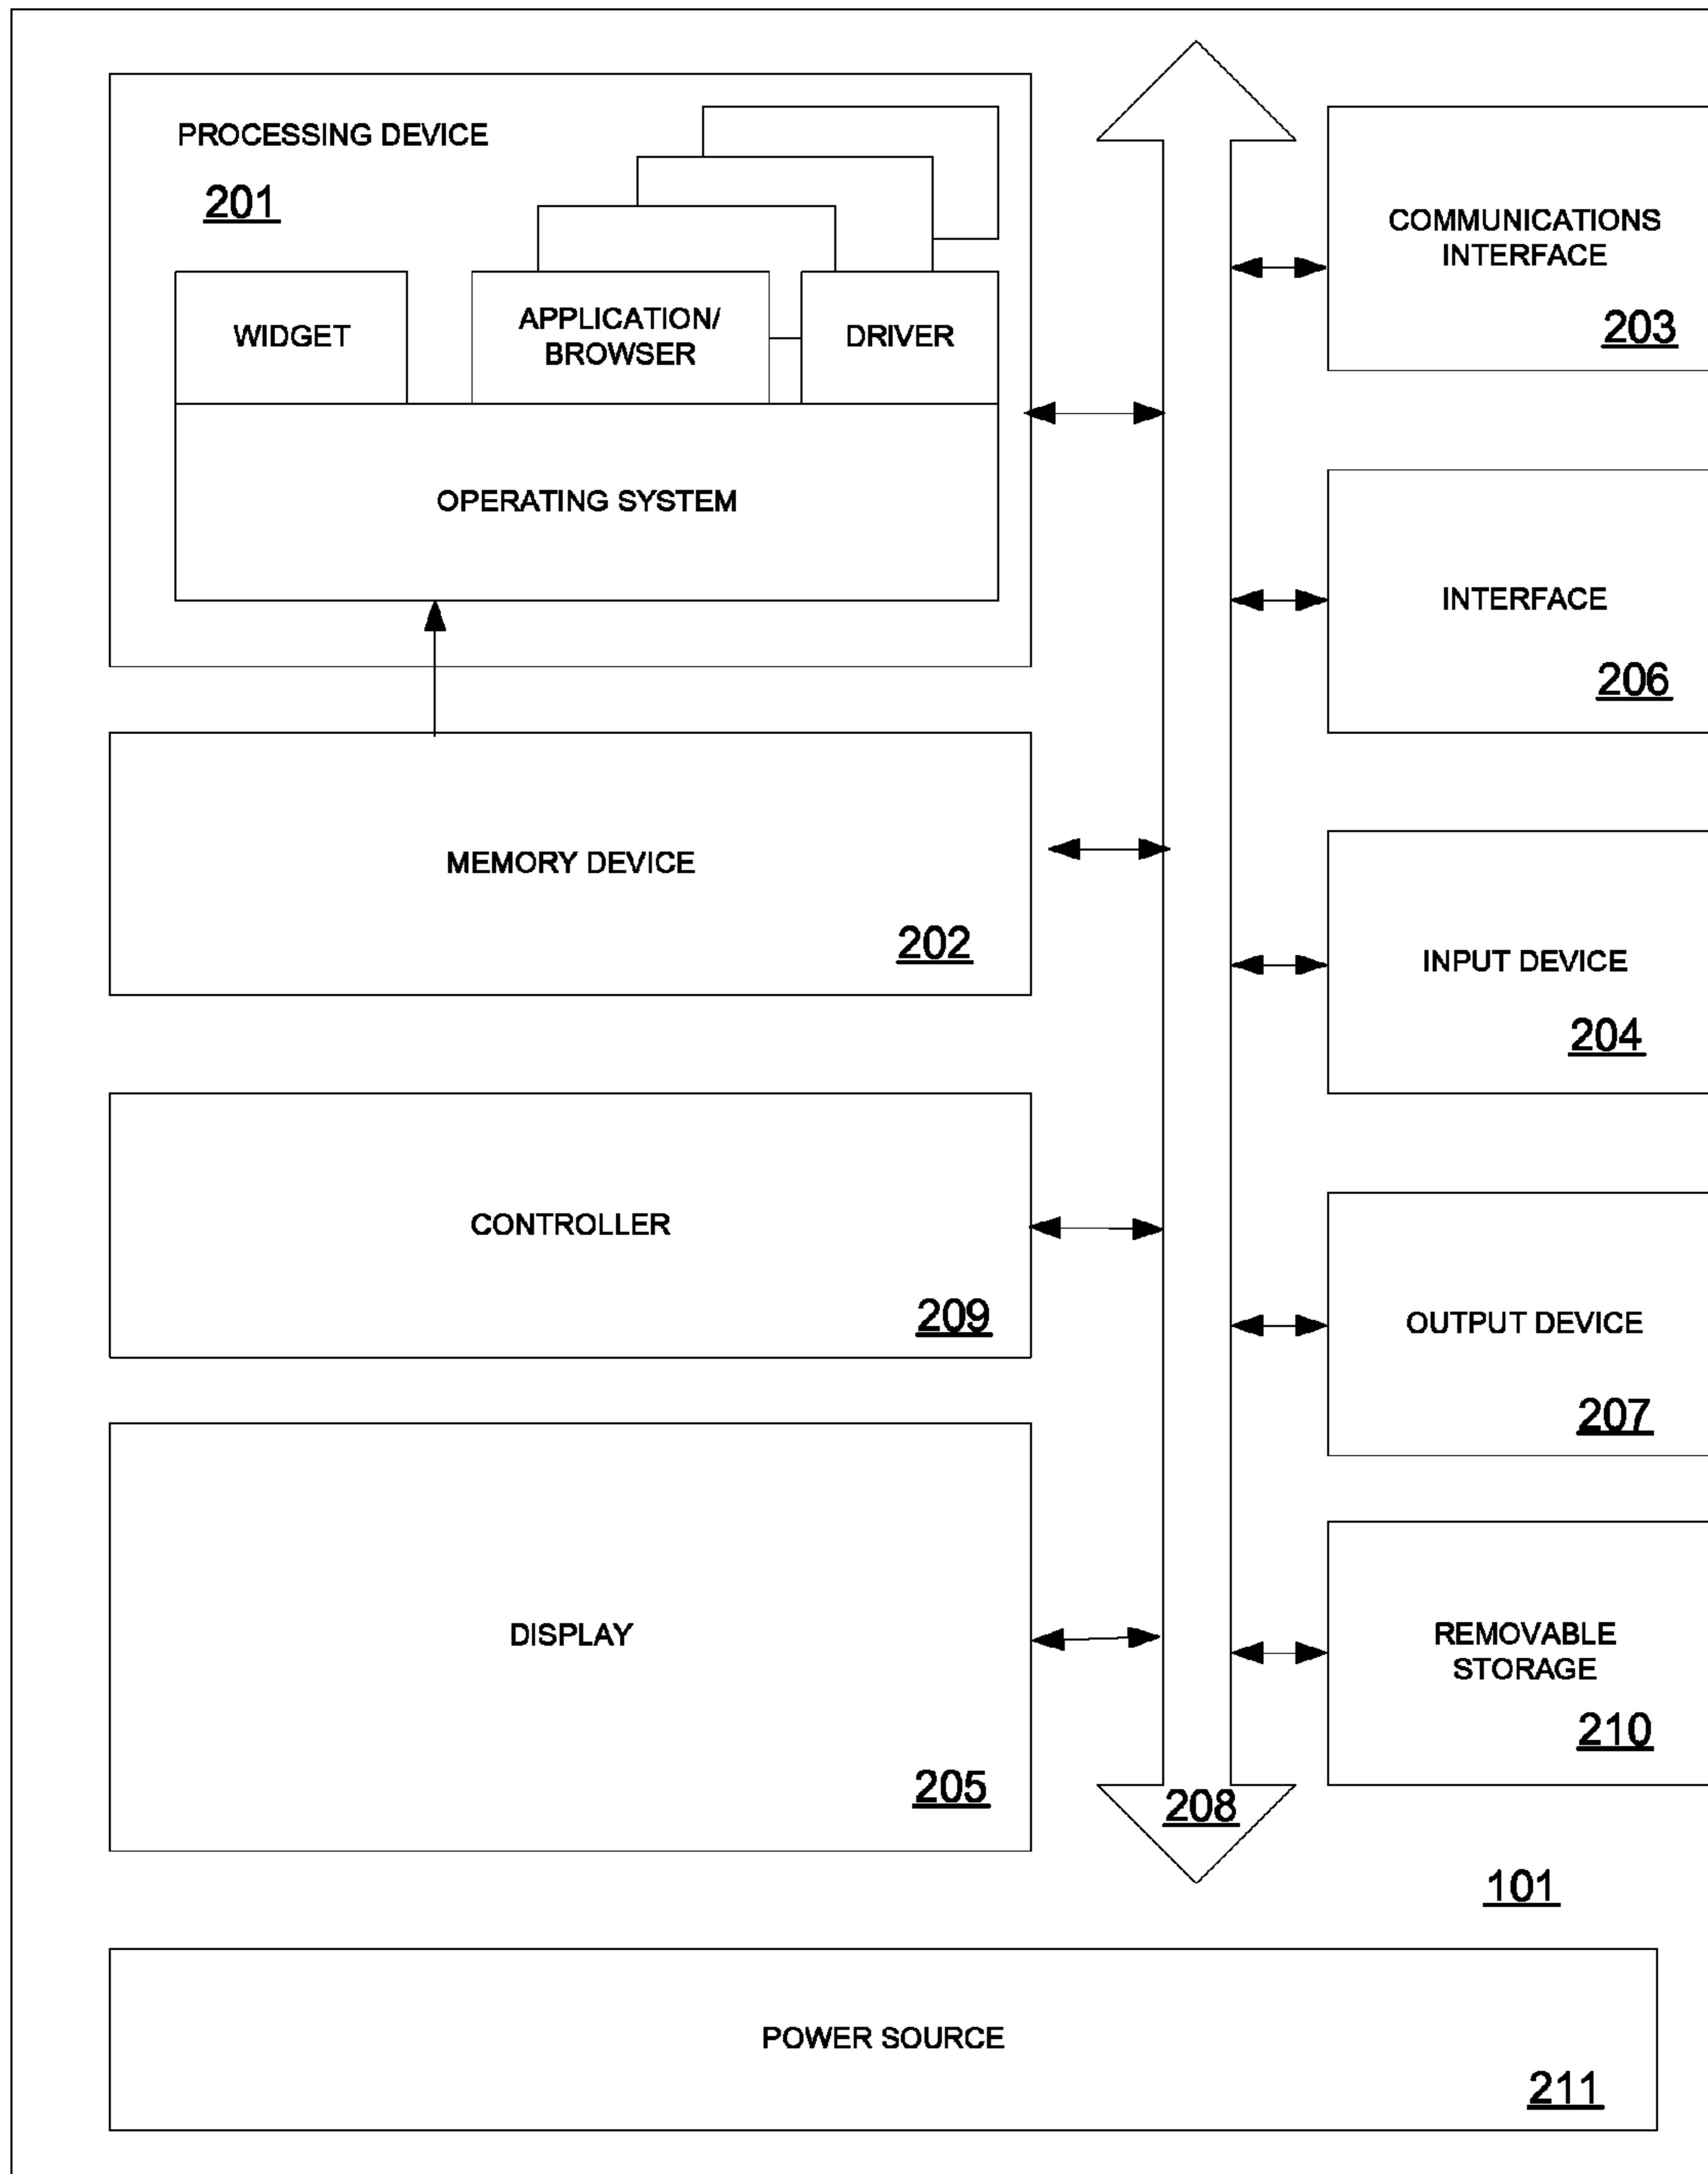 PROCESSING DEVICE
201
WIDGET
APPLICATION/
BROWSER
DRIVER
OPERATING SYSTEM
MEMORY DEVICE
202
CONTROLLER
209
DISPLAY
205
COMMUNICATIONS
INTERFACE
203
INTERFACE
206
INPUT DEVICE
204
OUTPUT DEVICE
207
REMOVABLE
STORAGE
210
208
101
POWER SOURCE
211